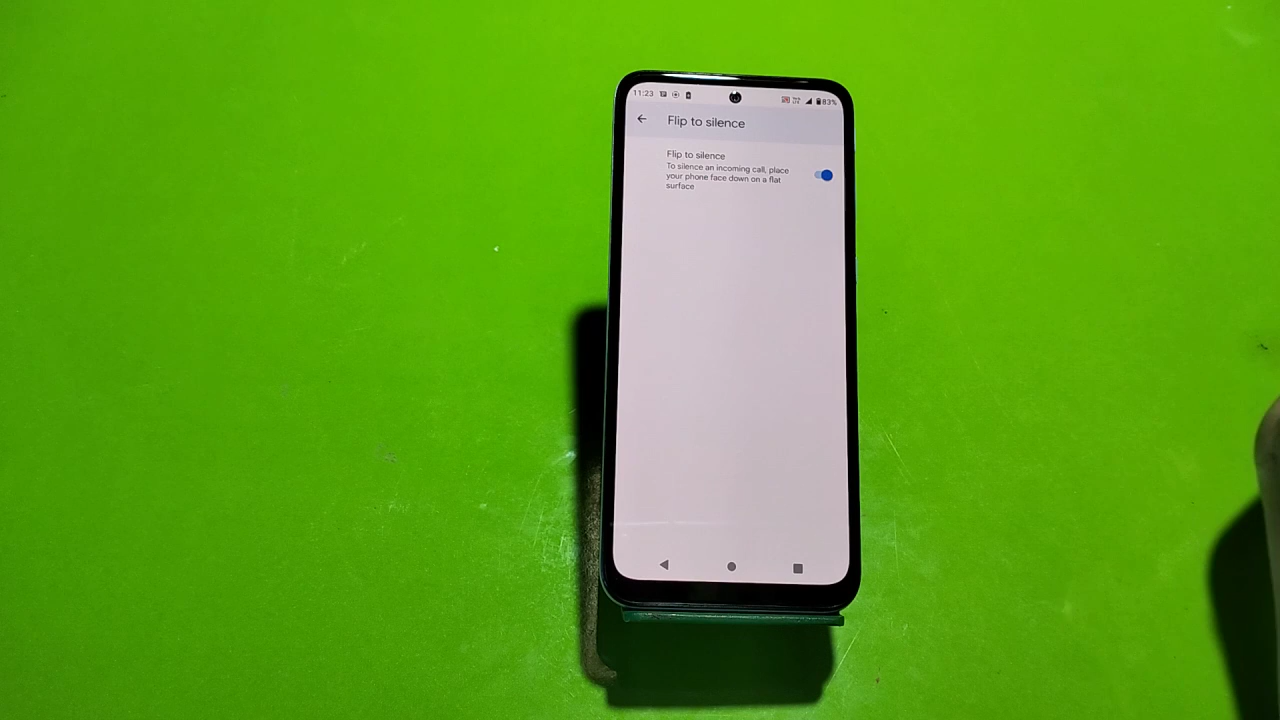 11:23 83%
Flip to silence
Flip to silence
To silence an incoming call, place
your phone face down on a flat
surface